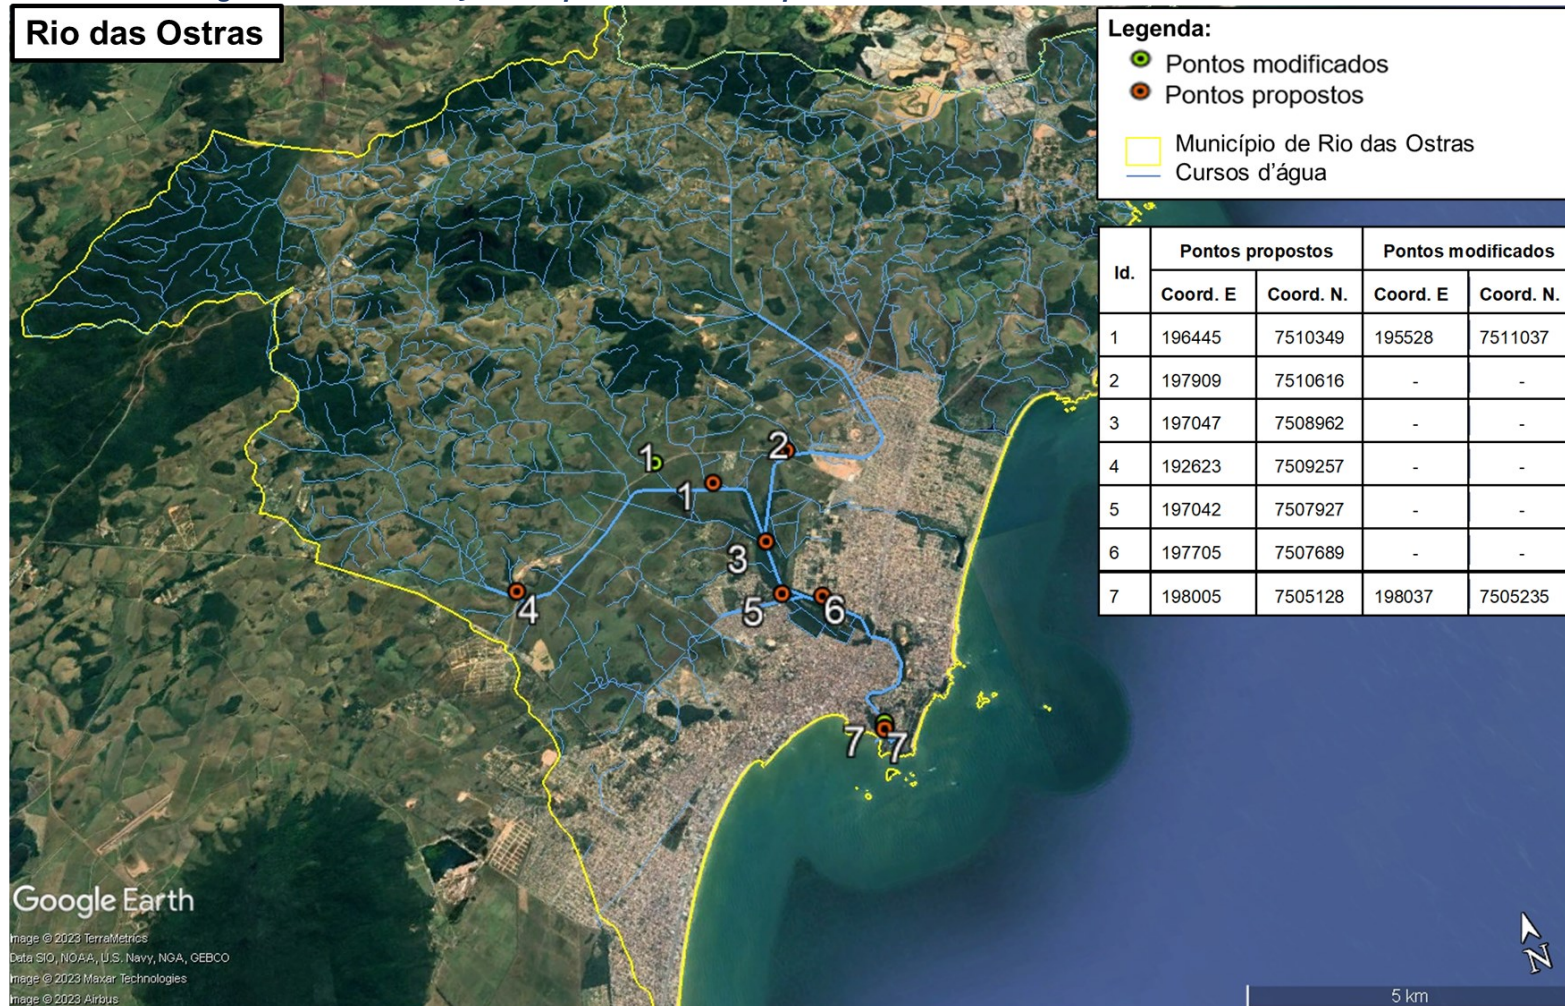 Rio das Ostras
Legenda:
Pontos modificados
Pontos propostos
Município de Rio das Ostras
Cursos d'água
Id. Pontos propostos Pontos modificados
Coord. E Coord. N. Coord. E Coord. N.
1 196445 7510349 195528 7511037
2 197909 7510616 - -
3 197047 7508962 - -
4 192623 7509257 - -
5 197042 7507927 - -
6 197705 7507689 - -
7 198005 7505128 198037 7505235
1
2
1
3
4
5
6
7
7
Google Earth
Image © 2023 TerraMetrics
Data SIO, NOAA, U.S. Navy, NGA, GEBCO
Image © 2023 Maxar Technologies
Image © 2023 Airbus
N
5 km